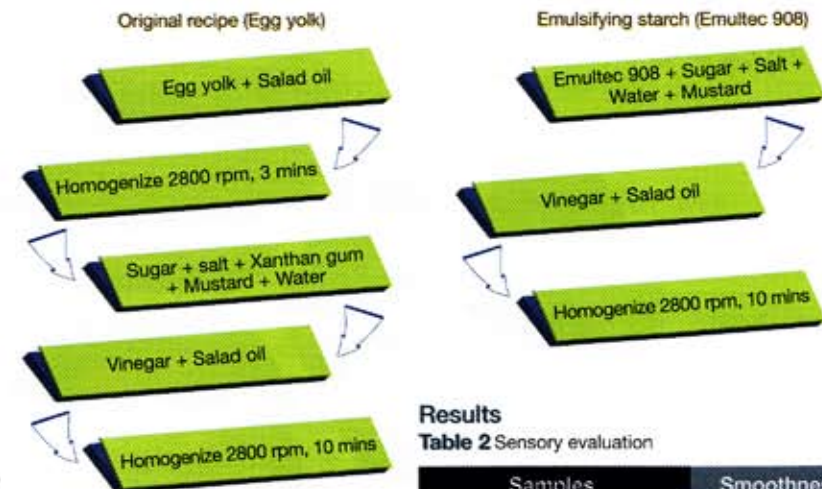 Original recipe (Egg yolk)
Egg yolk + Salad oil
Homogenize 2800 rpm, 3 mins
Sugar + salt + Xanthan gum
+ Mustard + Water
Vinegar + Salad oil
Homogenize 2800 rpm, 10 mins
Emulsifying starch (Emultec 908)
Emultec 908 + Sugar + Salt +
Water + Mustard
Vinegar + Salad oil
Homogenize 2800 rpm, 10 mins
Results
Table 2 Sensory evaluation
Samples